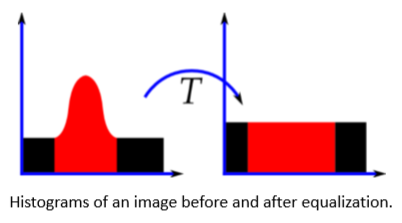 T
Histograms of an image before and after equalization.